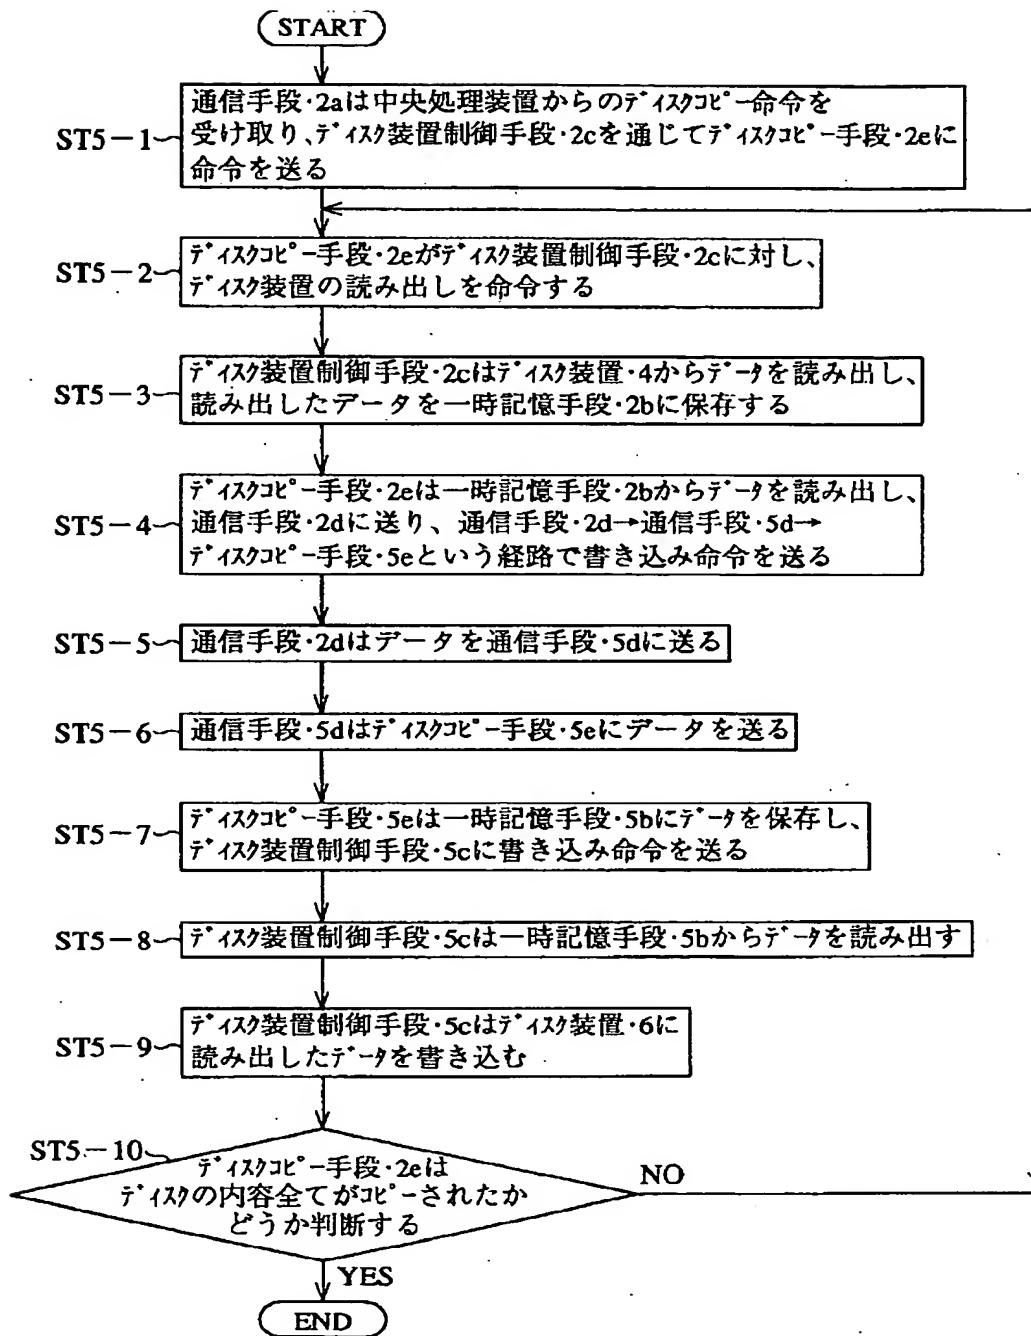 START
ST5-1
通信手段・2aは中央処理装置からのディスクコピー命令を
受け取り、ディスク装置制御手段・2cを通じてディスクコピー手段・2eに
命令を送る
ST5-2
ディスクコピー手段・2eがディスク装置制御手段・2cに対し、
ディスク装置の読み出しを命令する
ST5-3
ディスク装置制御手段・2cはディスク装置・4からデータを読み出し、
読み出したデータを一時記憶手段・2bに保存する
ST5-4
ディスクコピー手段・2eは一時記憶手段・2bからデータを読み出し、
通信手段・2dに送り、通信手段・2d→通信手段・5d→
ディスクコピー手段・5eという経路で書き込み命令を送る
ST5-5
通信手段・2dはデータを通信手段・5dに送る
ST5-6
通信手段・5dはディスクコピー手段・5eにデータを送る
ST5-7
ディスクコピー手段・5eは一時記憶手段・5bにデータを保存し、
ディスク装置制御手段・5cに書き込み命令を送る
ST5-8
ディスク装置制御手段・5cは一時記憶手段・5bからデータを読み出す
ST5-9
ディスク装置制御手段・5cはディスク装置・6に
読み出したデータを書き込む
ST5-10
ディスクコピー手段・2eは
ディスクの内容全てがコピーされたか
どうか判断する
NO
YES
END